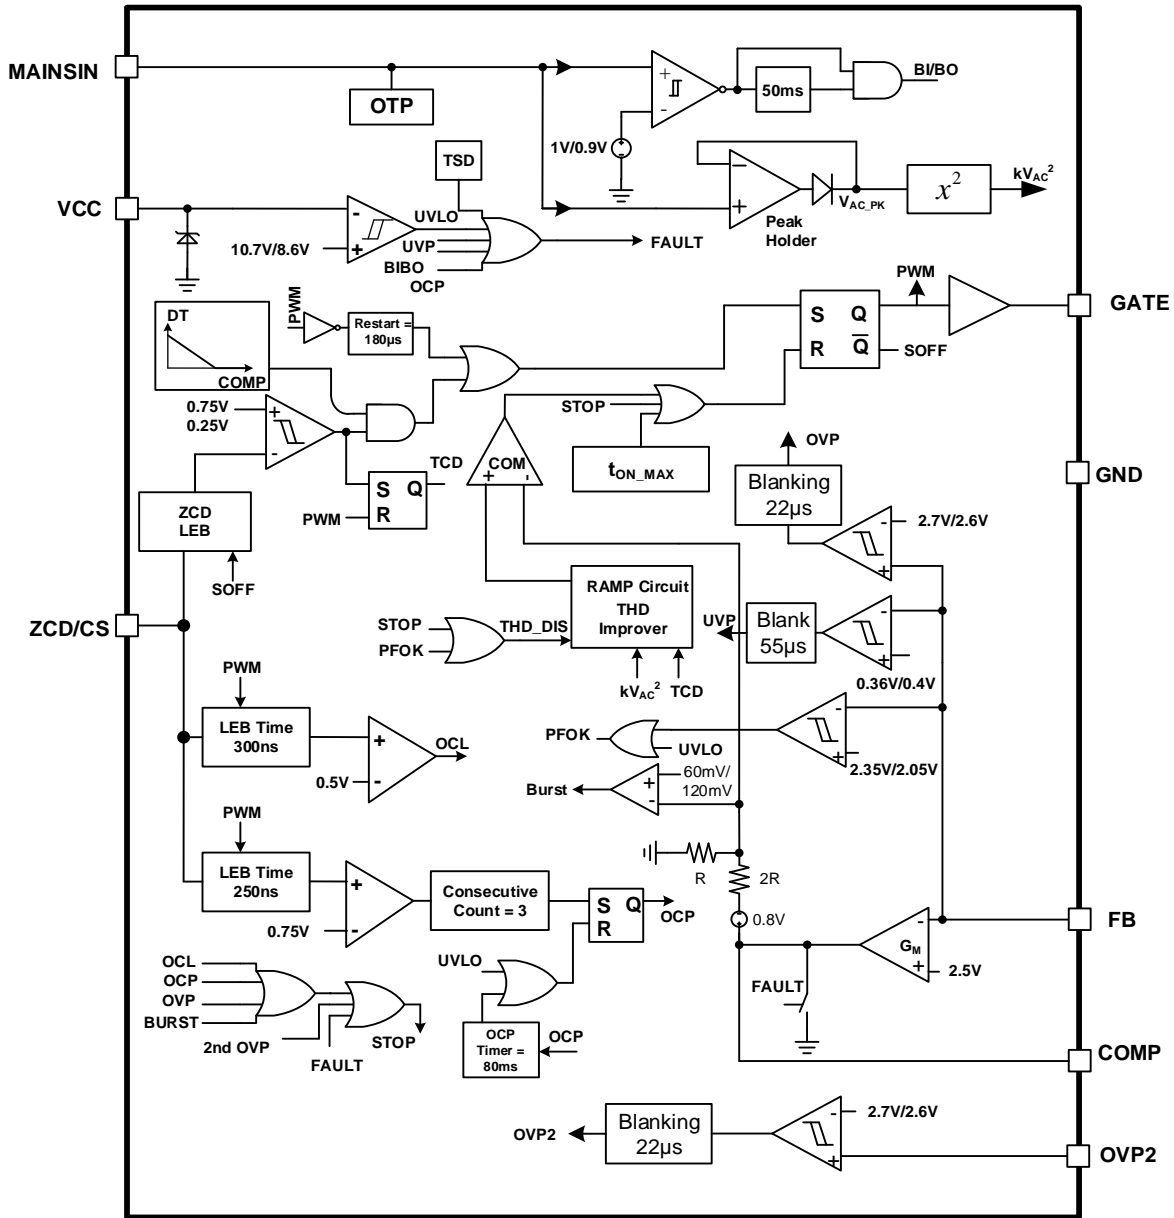 MAINSIN
OTP
+
-
1V/0.9V
50ms
BI/BO
TSD
VCC
-
+
10.7V/8.6V
UVLO
UVP
BIBO
OCP
FAULT
−
+
Peak
Holder
VAC_PK
x²
kVAC²
DT
COMP
PWM
Restart =
180µs
S Q
R Q̅
PWM
SOFF
GATE
0.75V
0.25V
+
-
STOP
COM
+
-
tON_MAX
TCD
S Q
R
PWM
OVP
Blanking
22µs
-
+
2.7V/2.6V
GND
ZCD
LEB
SOFF
ZCD/CS
RAMP Circuit
THD
Improver
THD_DIS
STOP
PFOK
kVAC²
TCD
UVP
Blank
55µs
-
+
0.36V/0.4V
PWM
LEB Time
300ns
+
-
0.5V
OCL
PFOK
UVLO
-
+
2.35V/2.05V
Burst
+
-
60mV/
120mV
R
2R
0.8V
PWM
LEB Time
250ns
+
-
0.75V
Consecutive
Count = 3
S Q
R
OCP
GM
-
+
2.5V
FB
UVLO
OCP
Timer =
80ms
OCP
FAULT
COMP
OCL
OCP
OVP
BURST
2nd OVP
FAULT
STOP
OVP2
Blanking
22µs
-
+
2.7V/2.6V
OVP2